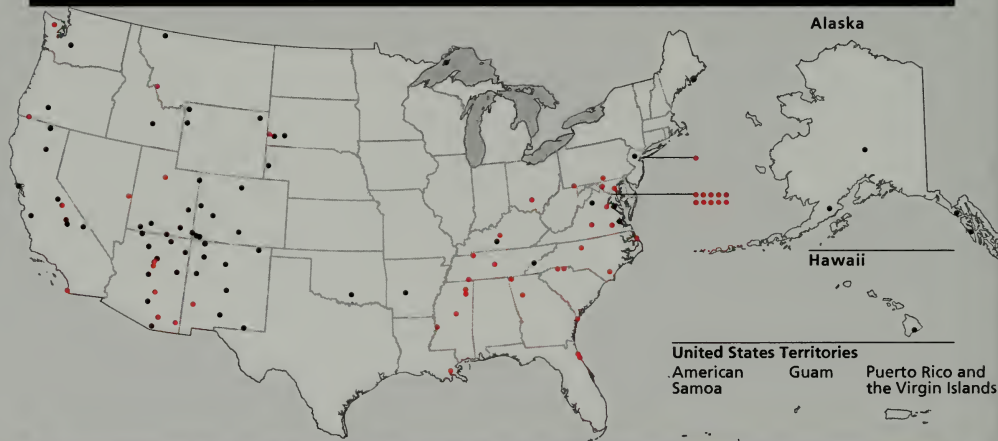 Alaska
Hawaii
United States Territories
American Samoa
Guam
Puerto Rico and the Virgin Islands